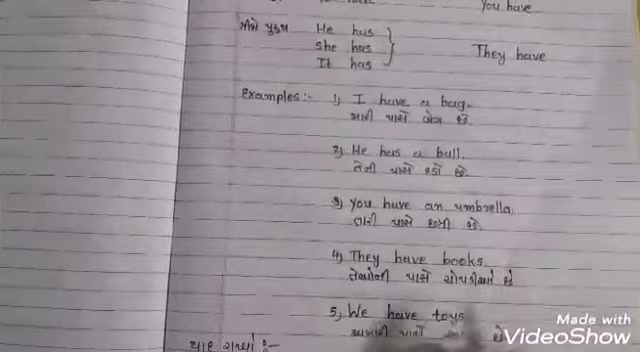 You have
ત્રીજો પુરુષ He has
she has
It has
They have
Examples:- 1) I have a bag.
મારી પાસે બેગ છે.
2) He has a ball.
તેની પાસે દડો છે.
3) You have an umbrella.
તારી પાસે છત્રી છે.
4) They have books.
તેઓની પાસે ચોપડીઓ છે
5) We have toys
અમારી પાસે છે
યાદ રાખો :-
Made with
VideoShow